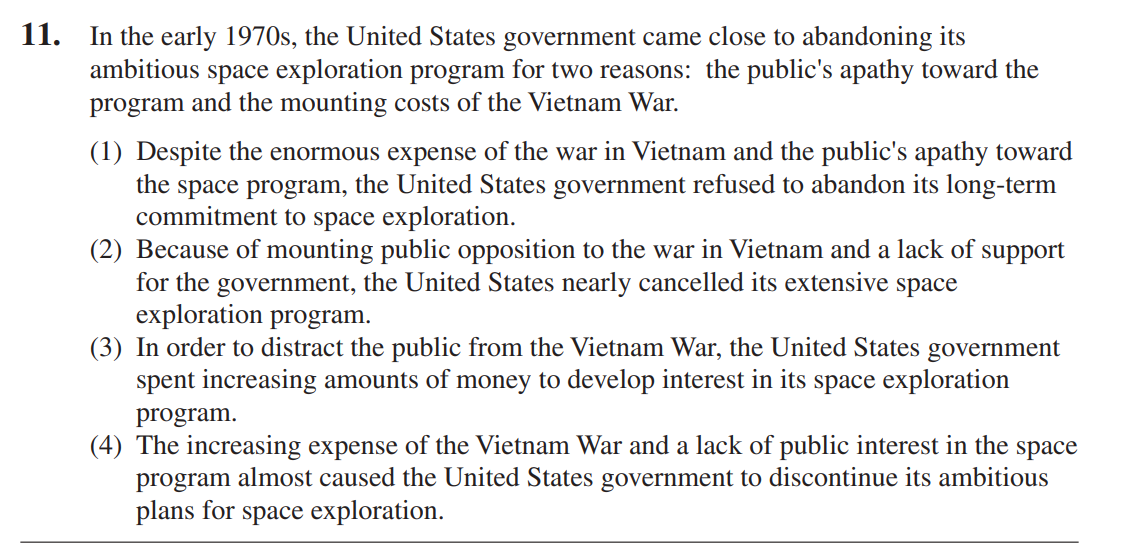 11. In the early 1970s, the United States government came close to abandoning its
ambitious space exploration program for two reasons: the public's apathy toward the
program and the mounting costs of the Vietnam War.
(1) Despite the enormous expense of the war in Vietnam and the public's apathy toward
the space program, the United States government refused to abandon its long-term
commitment to space exploration.
(2) Because of mounting public opposition to the war in Vietnam and a lack of support
for the government, the United States nearly cancelled its extensive space
exploration program.
(3) In order to distract the public from the Vietnam War, the United States government
spent increasing amounts of money to develop interest in its space exploration
program.
(4) The increasing expense of the Vietnam War and a lack of public interest in the space
program almost caused the United States government to discontinue its ambitious
plans for space exploration.